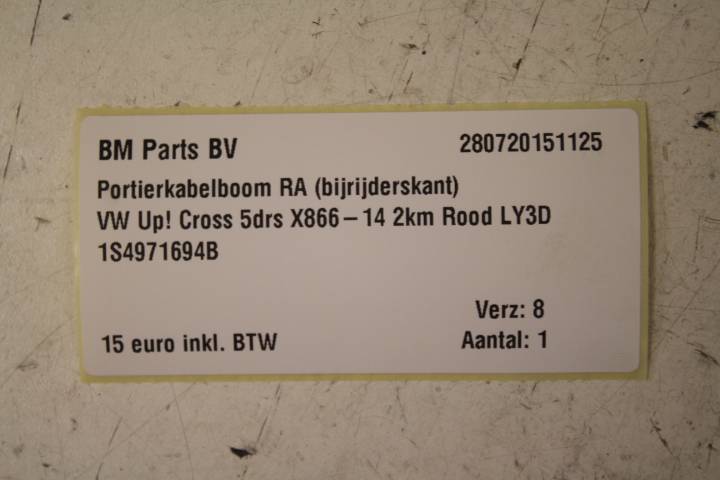 BM Parts BV 280720151125
Portierkabelboom RA (bijrijderskant)
VW Up! Cross 5drs X866-14 2km Rood LY3D
1S4971694B
Verz: 8
15 euro inkl. BTW Aantal: 1